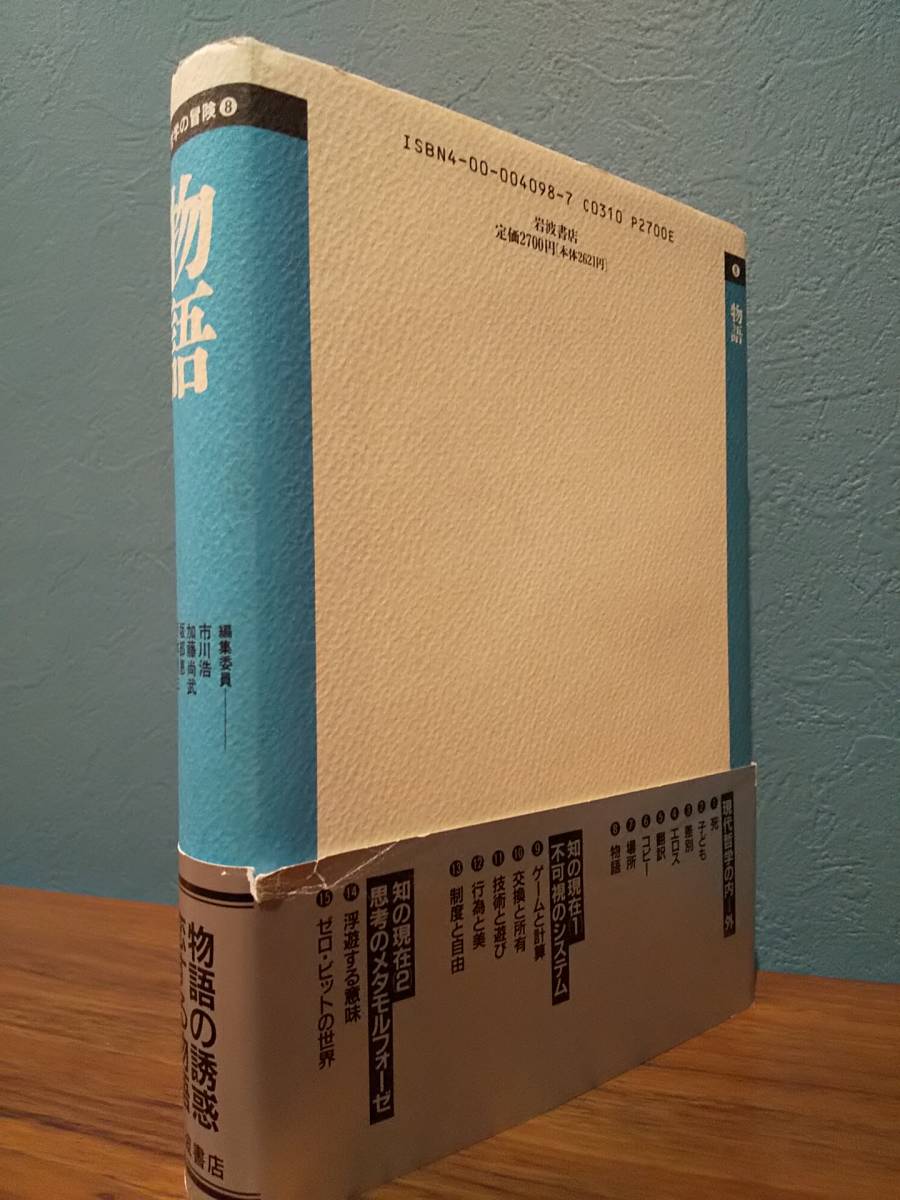 学の冒険8
物語
編集委員
市川浩
加藤尚武
坂部恵
物語の誘惑
恋する物語
書店
ISBN4-00-004098-7 C0310 P2700E
岩波書店
定価2700円[本体2621円]
8
物語
現代哲学の内-外
1 死
2 子ども
3 差別
4 エロス
5 翻訳
6 コピー
7 場所
8 物語
知の現在1
不可視のシステム
9 ゲームと計算
10 交換と所有
11 技術と遊び
12 行為と美
13 制度と自由
知の現在2
思考のメタモルフォーゼ
14 浮遊する意味
15 ゼロ・ビットの世界